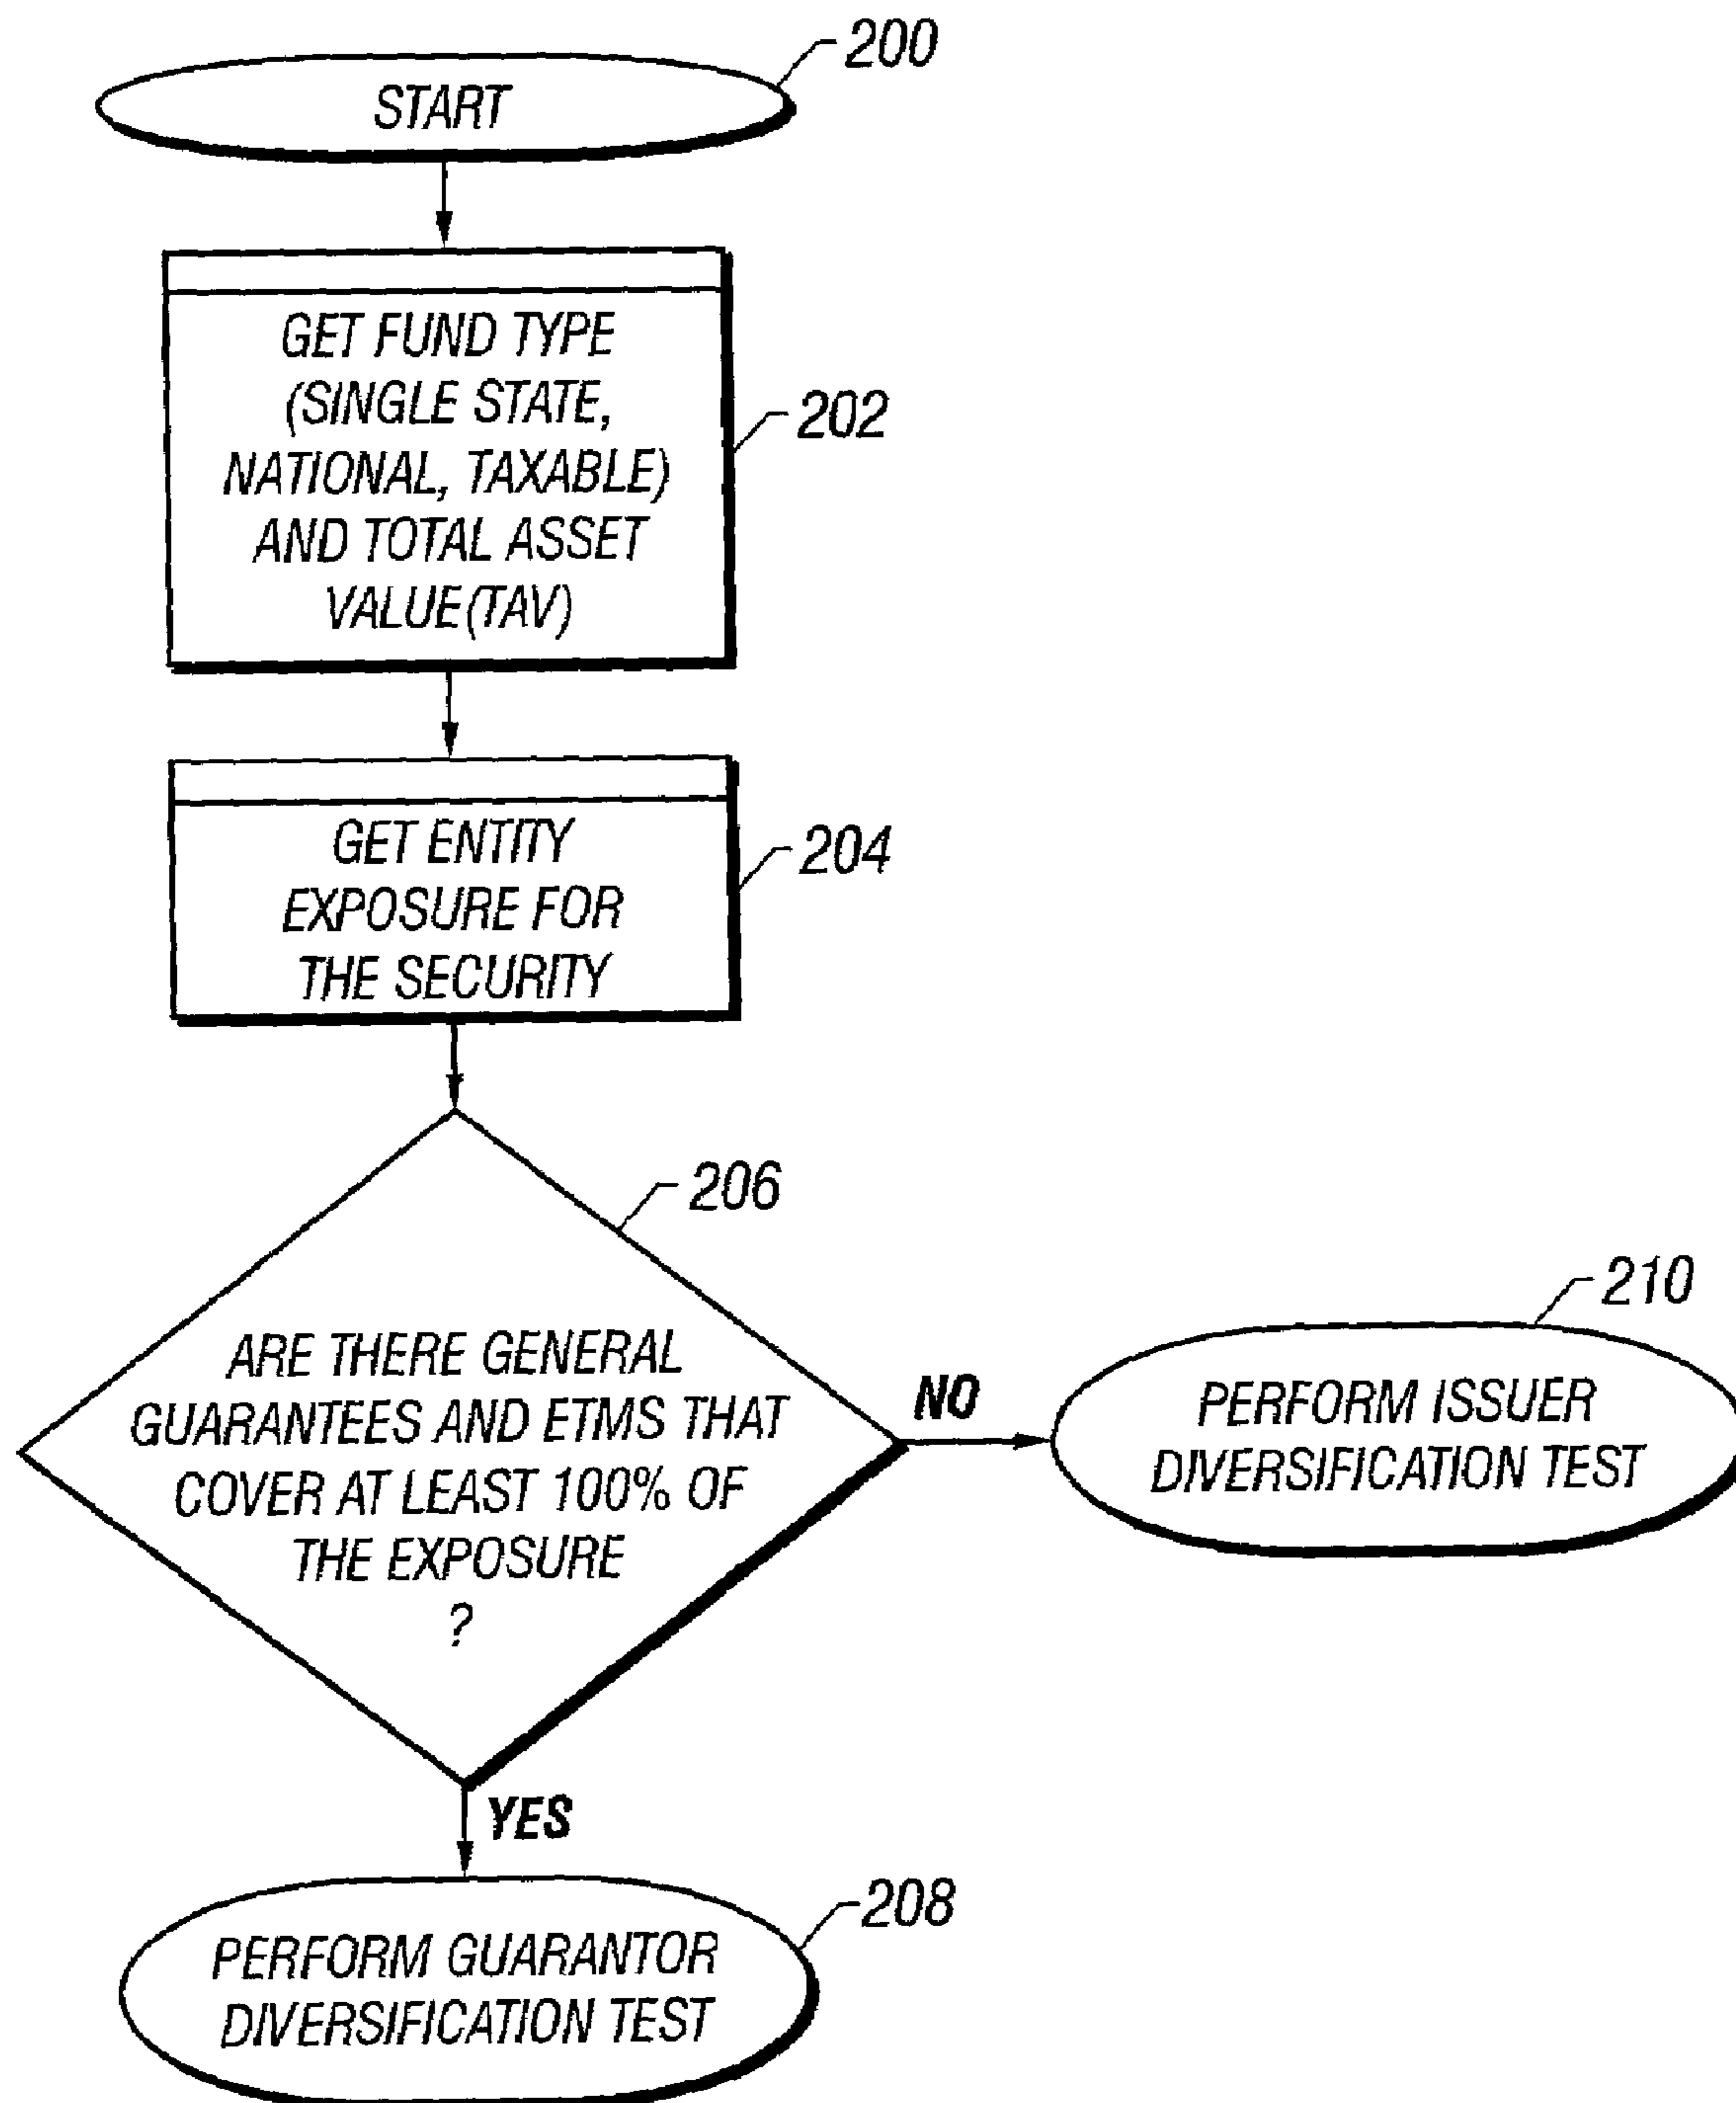 200
START
GET FUND TYPE
(SINGLE STATE,
NATIONAL, TAXABLE)
AND TOTAL ASSET
VALUE(TAV)
202
GET ENTITY
EXPOSURE FOR
THE SECURITY
204
206
ARE THERE GENERAL
GUARANTEES AND ETMS THAT
COVER AT LEAST 100% OF
THE EXPOSURE
?
NO
210
PERFORM ISSUER
DIVERSIFICATION TEST
YES
208
PERFORM GUARANTOR
DIVERSIFICATION TEST